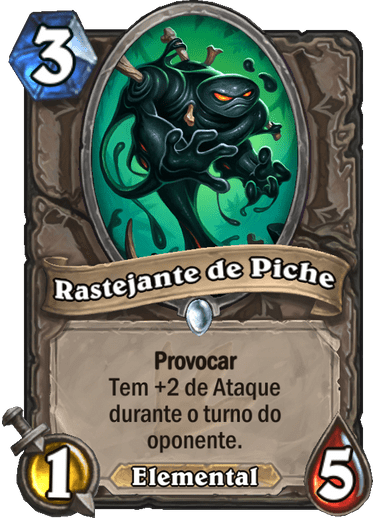 3
Rastejante de Piche
Provocar
Tem +2 de Ataque
durante o turno do
oponente.
1
Elemental
5